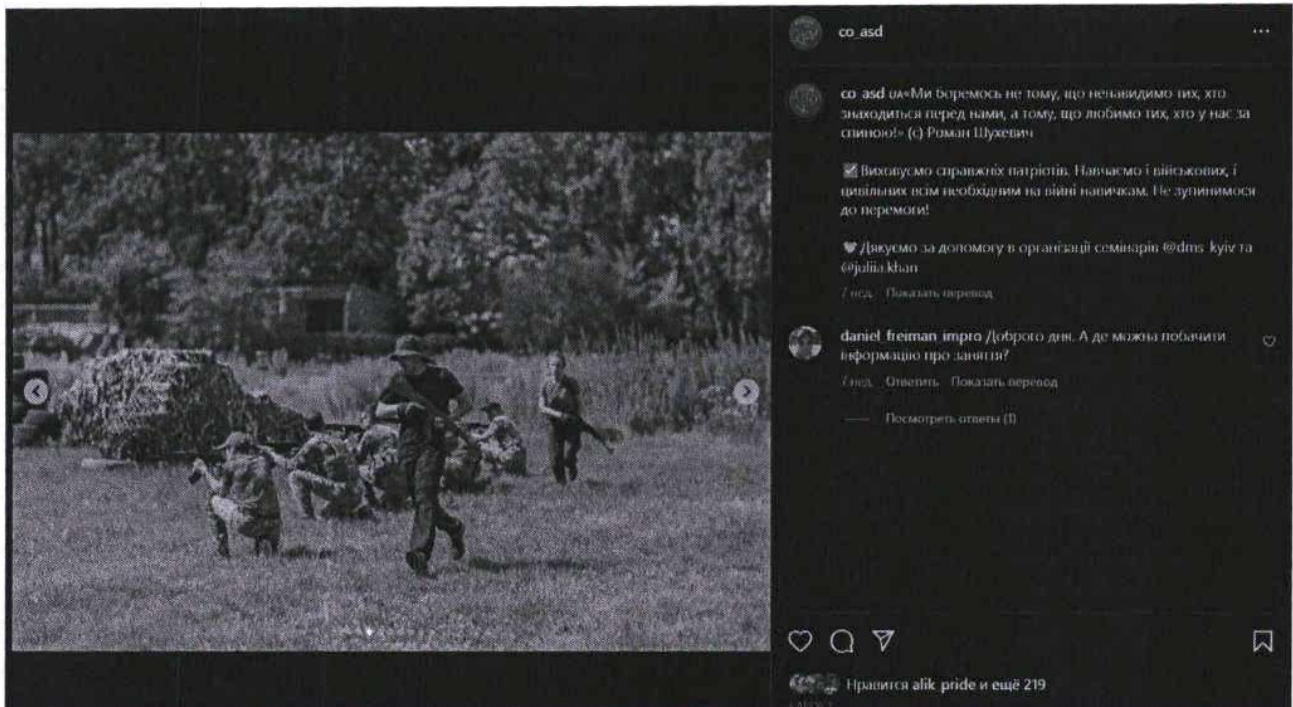 co_asd
co_asd UA«Ми боремось не тому, що ненавидимо тих, хто
знаходиться перед нами, а тому, що любимо тих, хто у нас за
спиною!» (с) Роман Шухевич
Виховуємо справжніх патріотів. Навчаємо і військових, і
цивільних всім необхідним на війні навичкам. Не зупинимося
до перемоги!
Дякуємо за допомогу в організації семінарів @dms_kyiv та
@juliia.khan
7 нед. Показать перевод
daniel_freiman_impro Доброго дня. А де можна побачити
інформацію про заняття?
7 нед. Ответить Показать перевод
Посмотреть ответы (1)
Нравится alik_pride и ещё 219